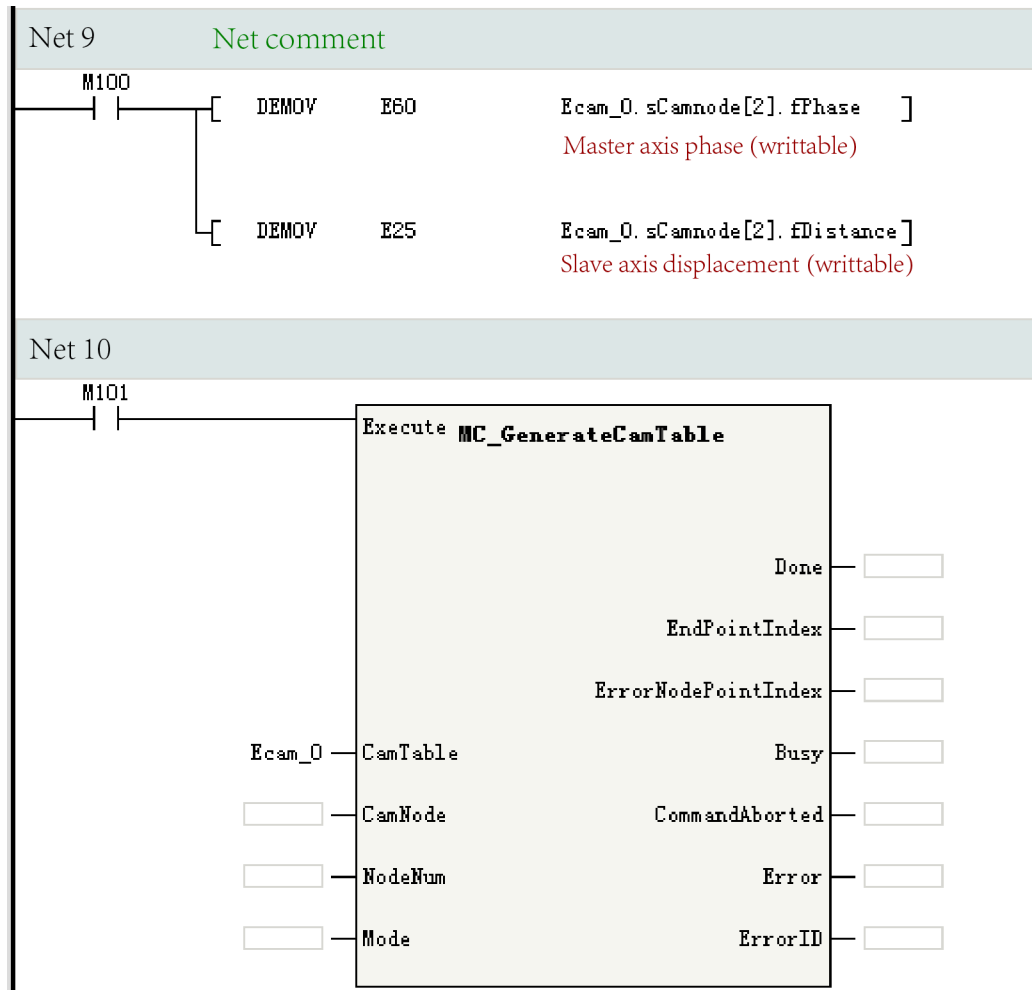 Net 9 Net comment
M100
[ DEMOV E60 Ecam_0.sCamnode[2].fPhase ]
Master axis phase (writtable)
[ DEMOV E25 Ecam_0.sCamnode[2].fDistance]
Slave axis displacement (writtable)
Net 10
M101
Execute MC_GenerateCamTable
Done
EndPointIndex
ErrorNodePointIndex
Ecam_0 CamTable Busy
CamNode CommandAborted
NodeNum Error
Mode ErrorID